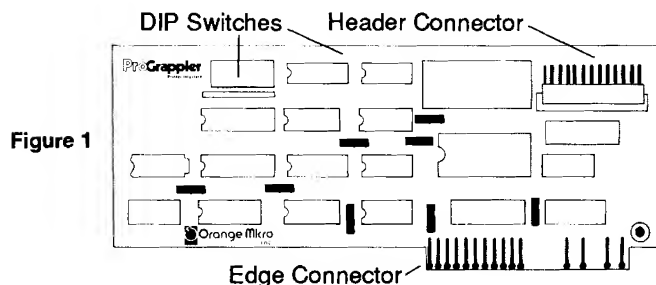 DIP Switches
Header Connector
ProGrappler
Figure 1
Orange Micro
Edge Connector